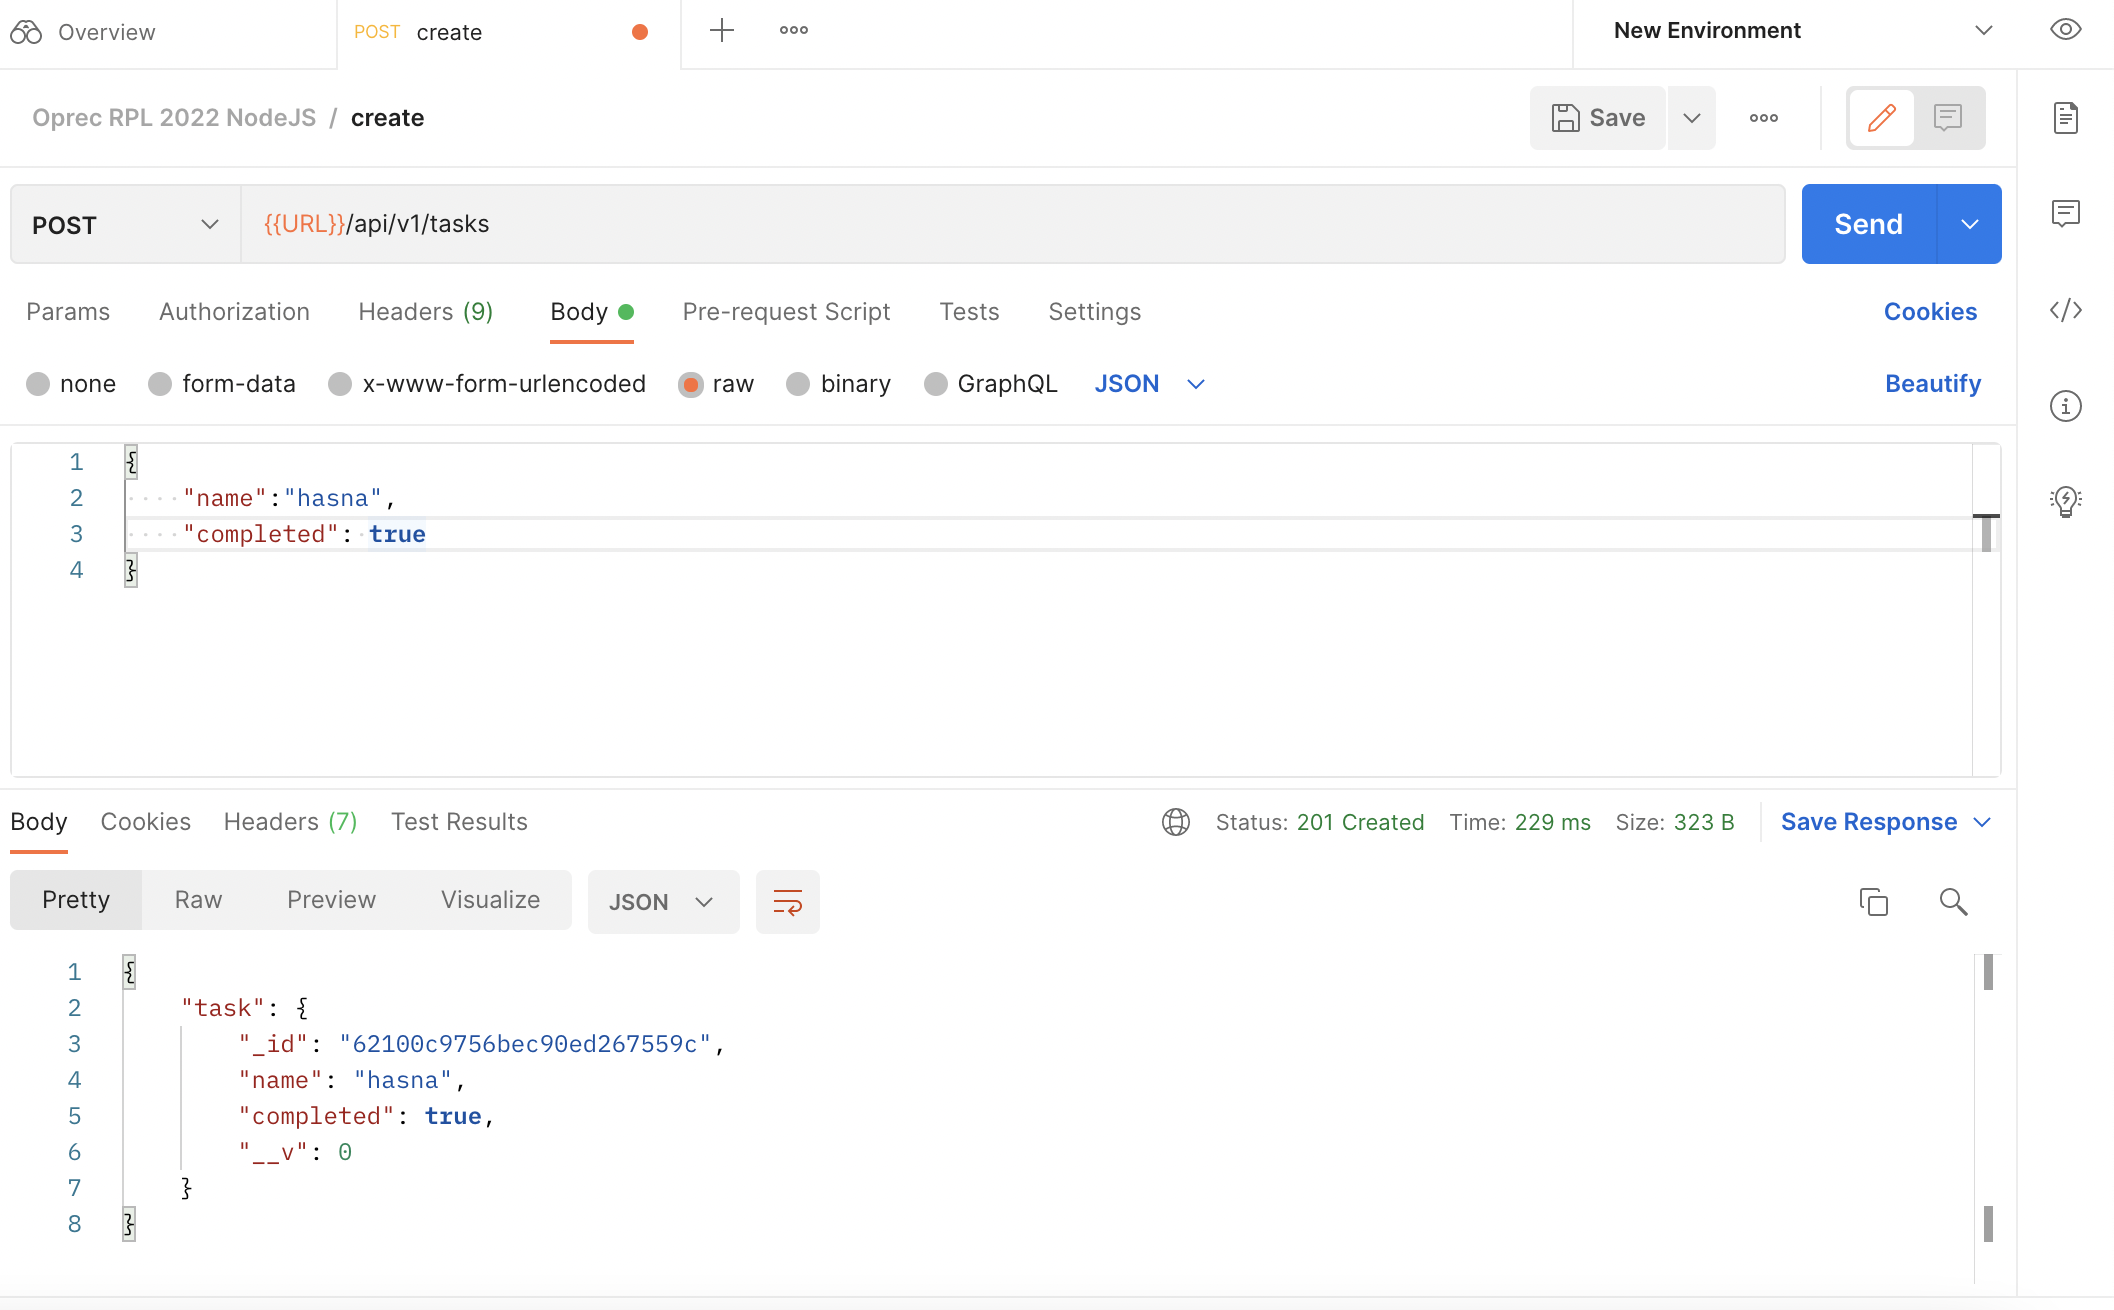 Overview
POST create
New Environment
Oprec RPL 2022 NodeJS / create
Save
POST
{{URL}}/api/v1/tasks
Send
Params Authorization Headers (9) Body Pre-request Script Tests Settings Cookies
none form-data x-www-form-urlencoded raw binary GraphQL JSON Beautify
1 {
2 "name":"hasna",
3 "completed": true
4 }
Body Cookies Headers (7) Test Results Status: 201 Created Time: 229 ms Size: 323 B Save Response
Pretty Raw Preview Visualize JSON
1 {
2 "task": {
3 "_id": "62100c9756bec90ed267559c",
4 "name": "hasna",
5 "completed": true,
6 "__v": 0
7 }
8 }